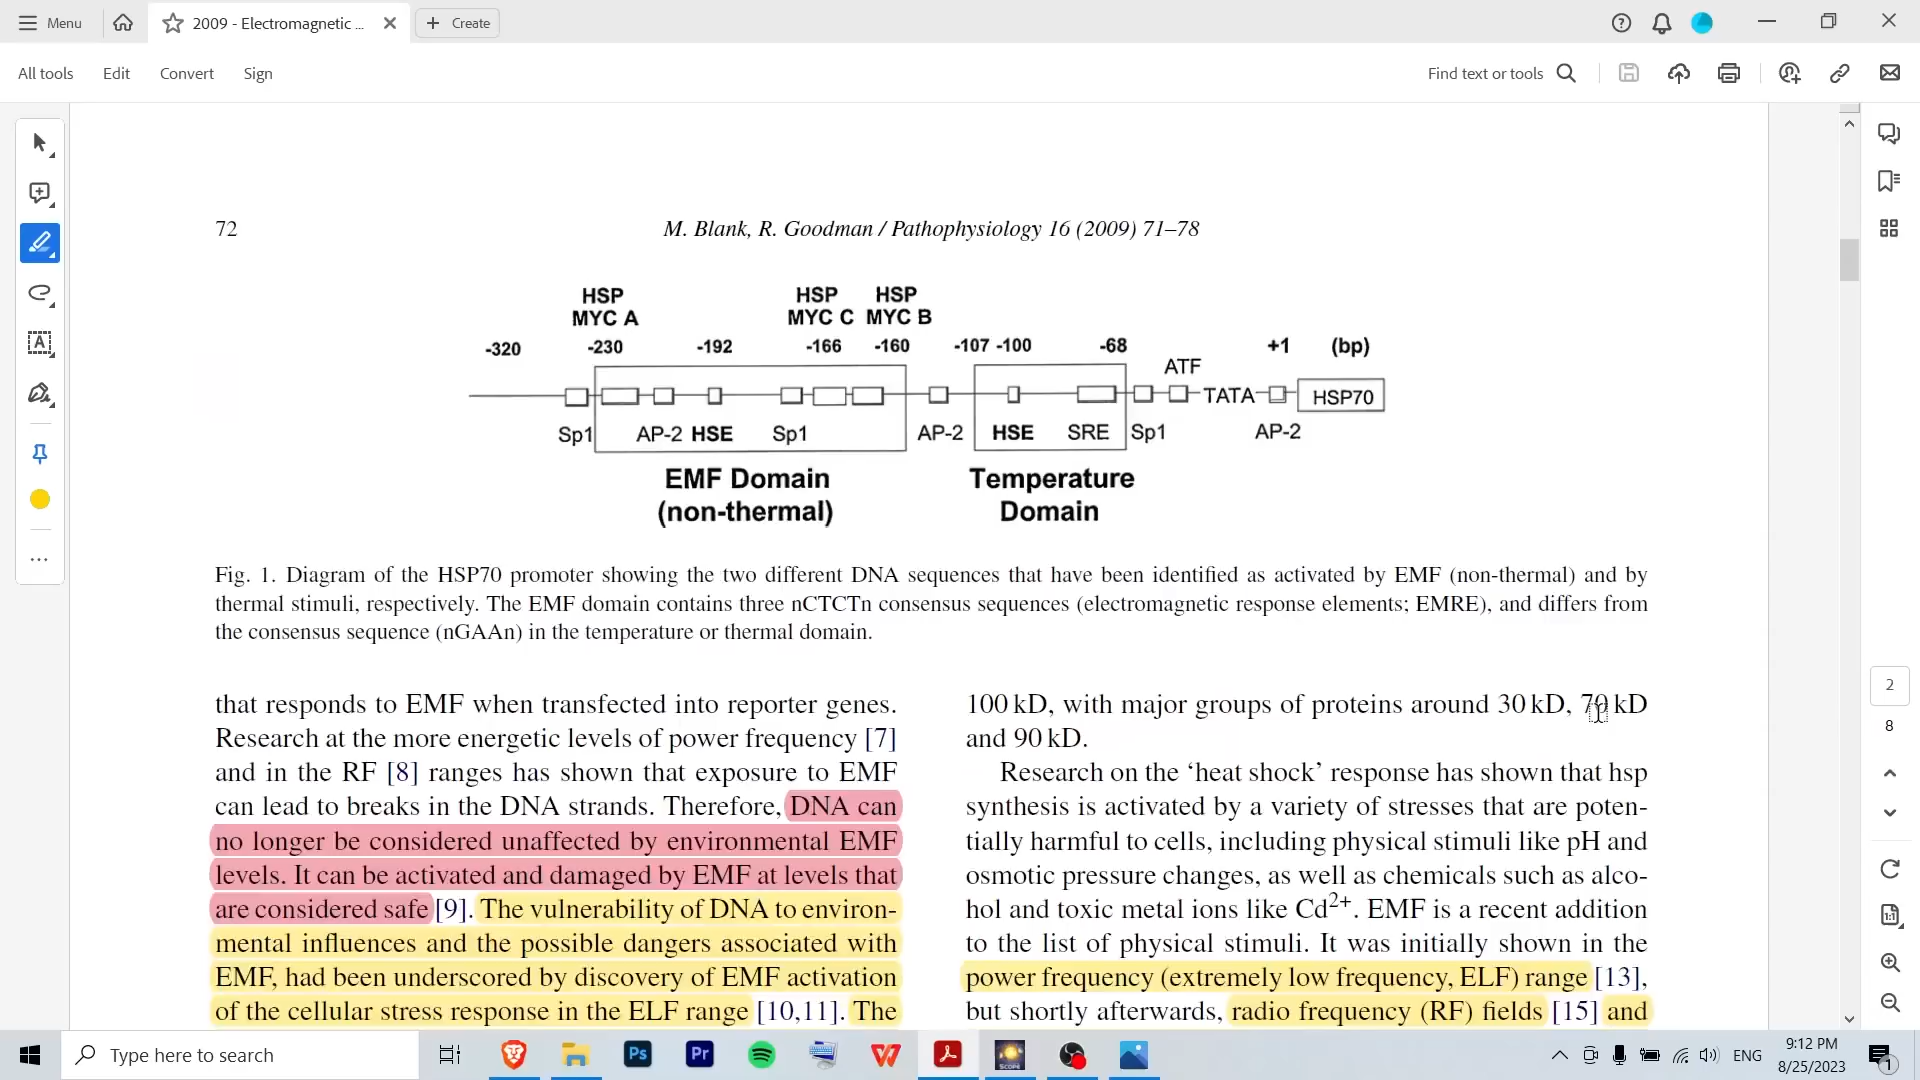 Menu
2009 - Electromagnetic ...
Create
All tools
Edit
Convert
Sign
Find text or tools
72
M. Blank, R. Goodman / Pathophysiology 16 (2009) 71–78
HSP HSP HSP
MYC A MYC C MYC B
-320 -230 -192 -166 -160 -107 -100 -68 +1 (bp)
ATF
TATA
HSP70
Sp1 AP-2 HSE Sp1 AP-2 HSE SRE Sp1 AP-2
EMF Domain
(non-thermal)
Temperature
Domain
Fig. 1. Diagram of the HSP70 promoter showing the two different DNA sequences that have been identified as activated by EMF (non-thermal) and by
thermal stimuli, respectively. The EMF domain contains three nCTCTn consensus sequences (electromagnetic response elements; EMRE), and differs from
the consensus sequence (nGAAn) in the temperature or thermal domain.
that responds to EMF when transfected into reporter genes.
Research at the more energetic levels of power frequency [7]
and in the RF [8] ranges has shown that exposure to EMF
can lead to breaks in the DNA strands. Therefore, DNA can
no longer be considered unaffected by environmental EMF
levels. It can be activated and damaged by EMF at levels that
are considered safe [9]. The vulnerability of DNA to environ-
mental influences and the possible dangers associated with
EMF, had been underscored by discovery of EMF activation
of the cellular stress response in the ELF range [10,11]. The
100 kD, with major groups of proteins around 30 kD, 70 kD
and 90 kD.
Research on the ‘heat shock’ response has shown that hsp
synthesis is activated by a variety of stresses that are poten-
tially harmful to cells, including physical stimuli like pH and
osmotic pressure changes, as well as chemicals such as alco-
hol and toxic metal ions like Cd2+. EMF is a recent addition
to the list of physical stimuli. It was initially shown in the
power frequency (extremely low frequency, ELF) range [13],
but shortly afterwards, radio frequency (RF) fields [15] and
2
8
Type here to search
ENG
9:12 PM
8/25/2023
1